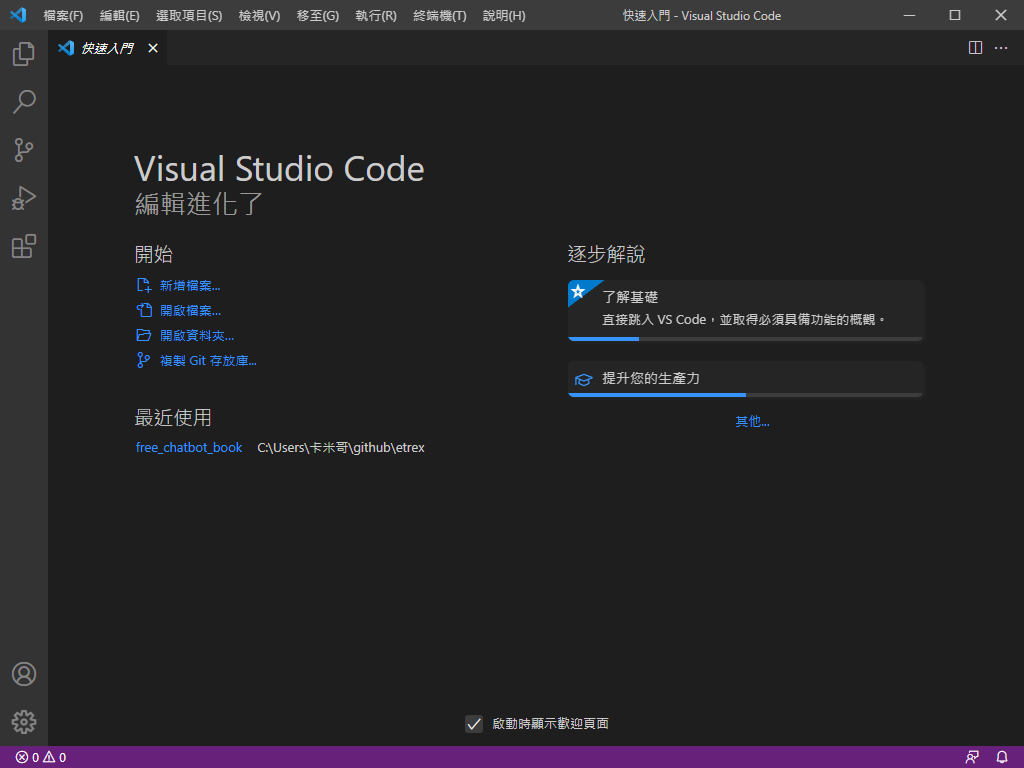 檔案(F) 編輯(E) 選取項目(S) 檢視(V) 移至(G) 執行(R) 終端機(T) 說明(H) 快速入門 - Visual Studio Code
快速入門
Visual Studio Code
編輯進化了
開始
新增檔案...
開啟檔案...
開啟資料夾...
複製 Git 存放庫...
最近使用
free_chatbot_book C:\Users\卡米哥\github\etrex
逐步解說
了解基礎
直接跳入 VS Code，並取得必須具備功能的概觀。
提升您的生產力
其他...
啟動時顯示歡迎頁面
0 0